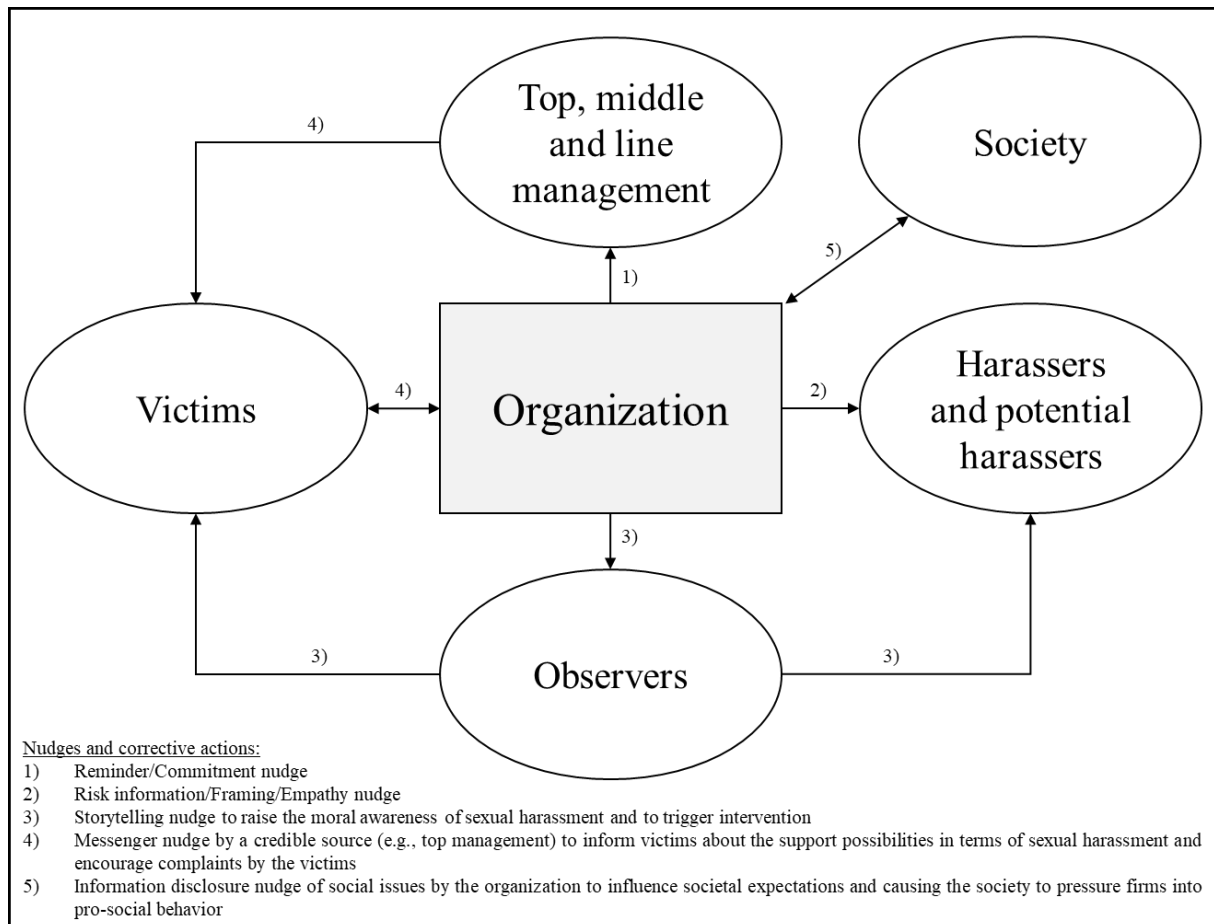 Top, middle
and line
management
Society
4)
5)
1)
Victims
4)
Organization
2)
Harassers
and potential
harassers
3)
3)
Observers
3)
Nudges and corrective actions:
1) Reminder/Commitment nudge
2) Risk information/Framing/Empathy nudge
3) Storytelling nudge to raise the moral awareness of sexual harassment and to trigger intervention
4) Messenger nudge by a credible source (e.g., top management) to inform victims about the support possibilities in terms of sexual harassment and
encourage complaints by the victims
5) Information disclosure nudge of social issues by the organization to influence societal expectations and causing the society to pressure firms into
pro-social behavior